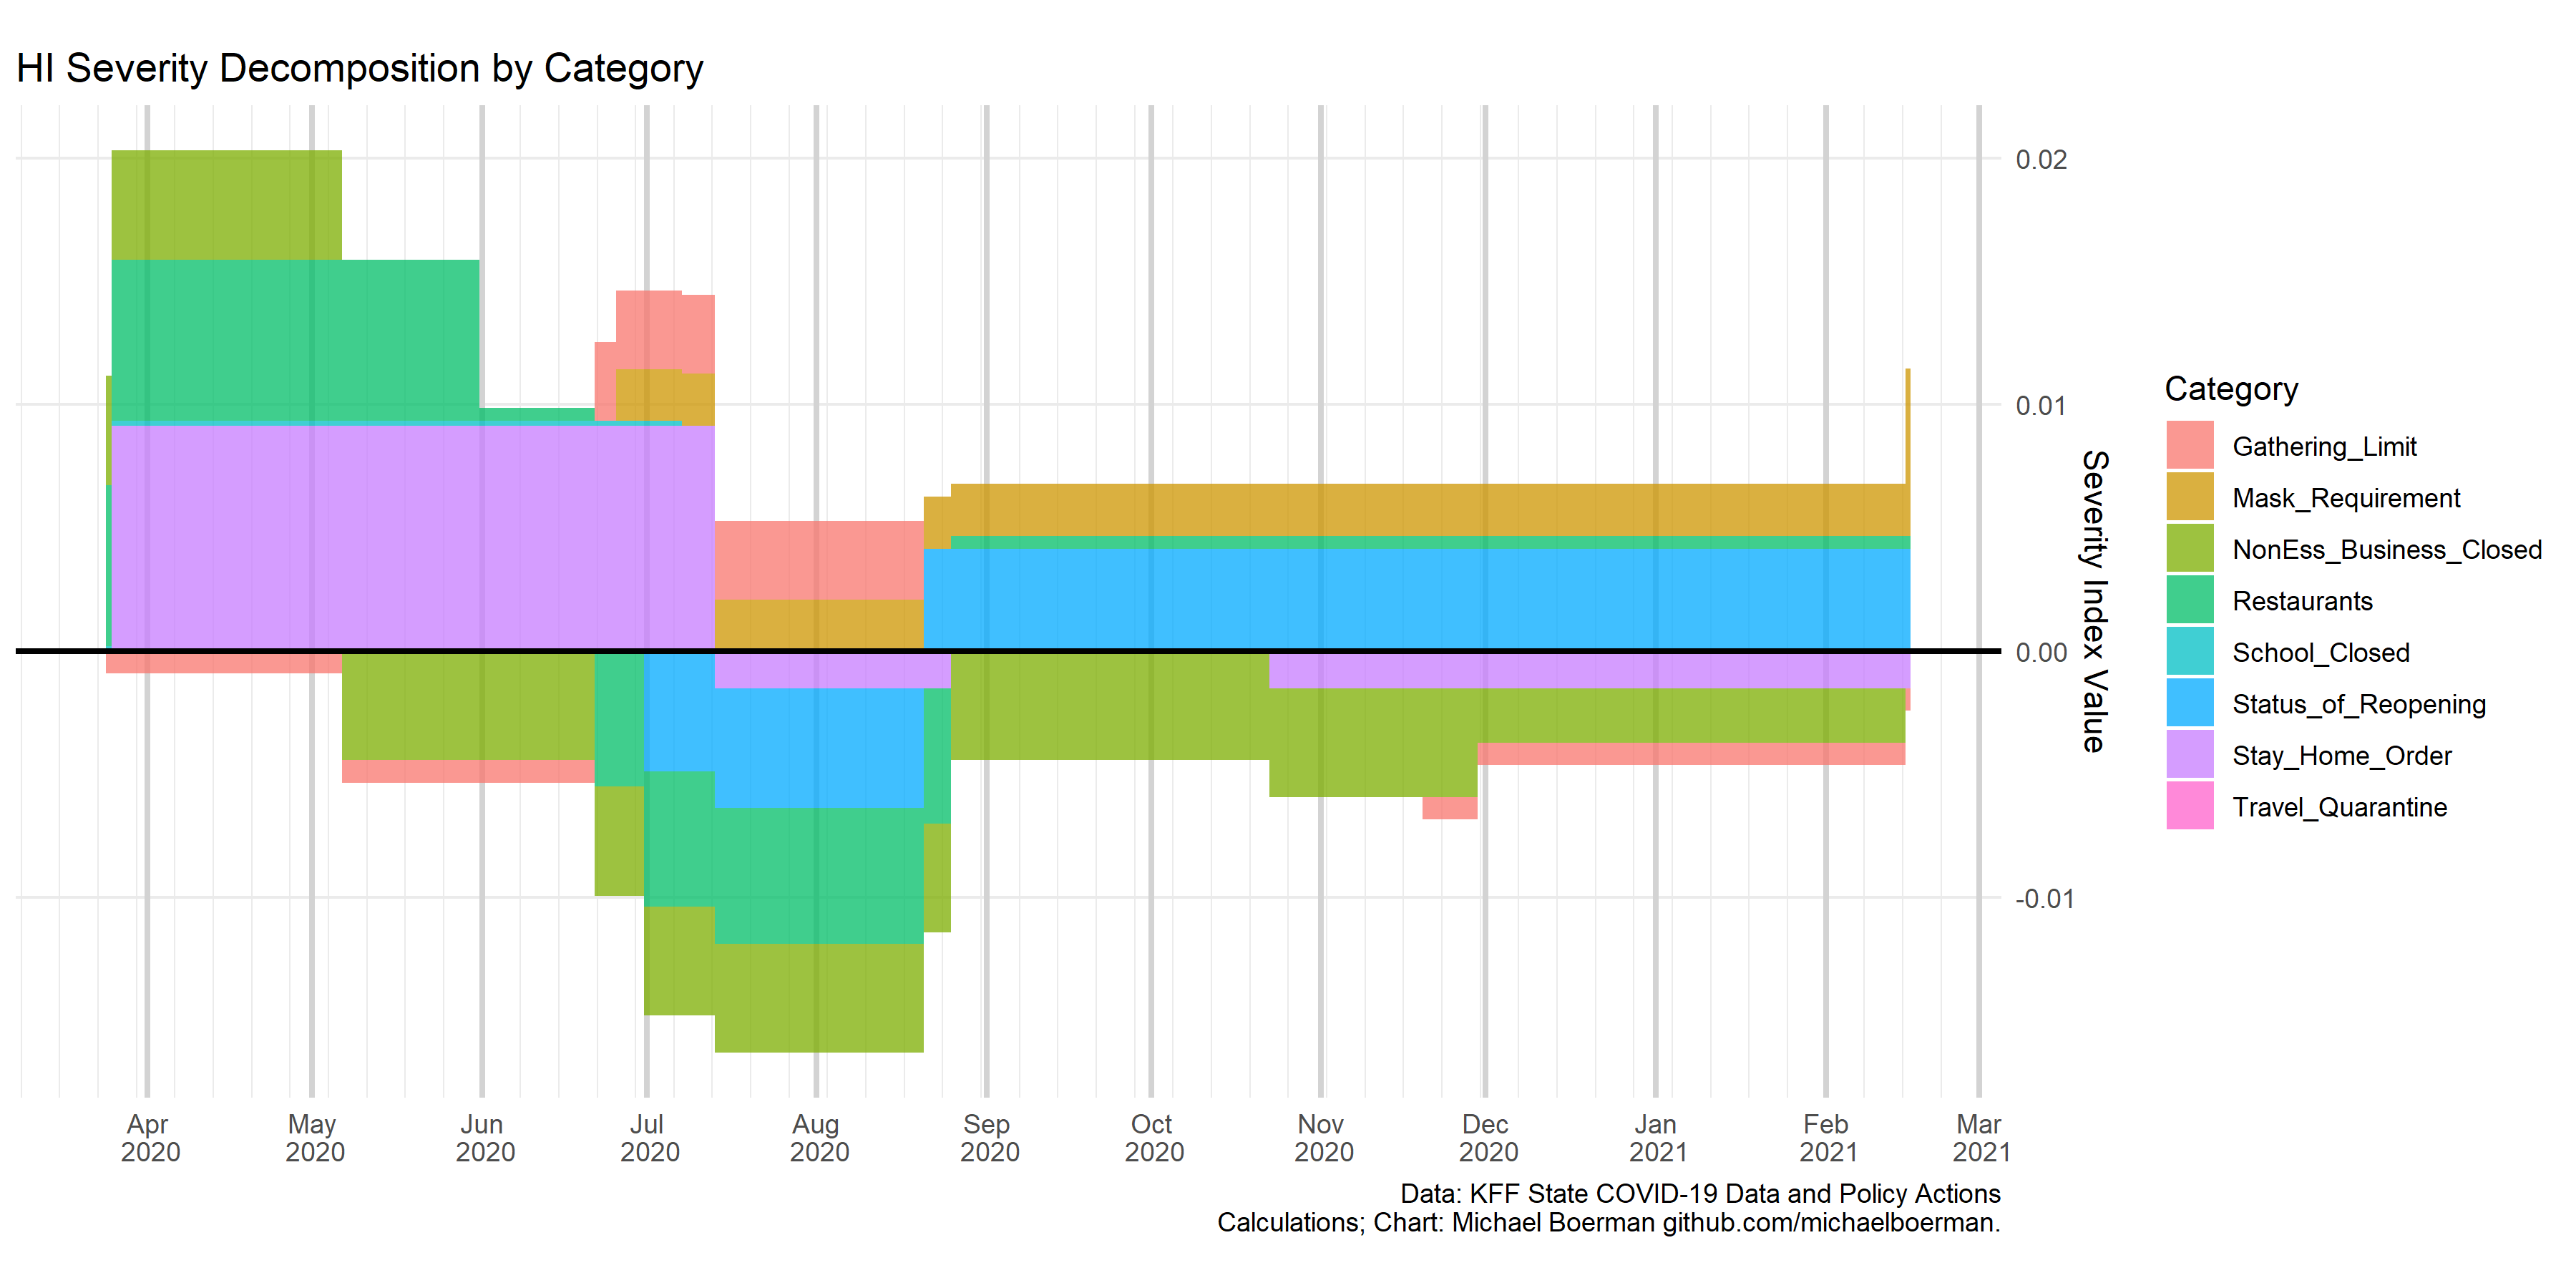 HI Severity Decomposition by Category
0.02
0.01
0.00
-0.01
Severity Index Value
Category
Gathering_Limit
Mask_Requirement
NonEss_Business_Closed
Restaurants
School_Closed
Status_of_Reopening
Stay_Home_Order
Travel_Quarantine
Apr
2020
May
2020
Jun
2020
Jul
2020
Aug
2020
Sep
2020
Oct
2020
Nov
2020
Dec
2020
Jan
2021
Feb
2021
Mar
2021
Data: KFF State COVID-19 Data and Policy Actions
Calculations; Chart: Michael Boerman github.com/michaelboerman.